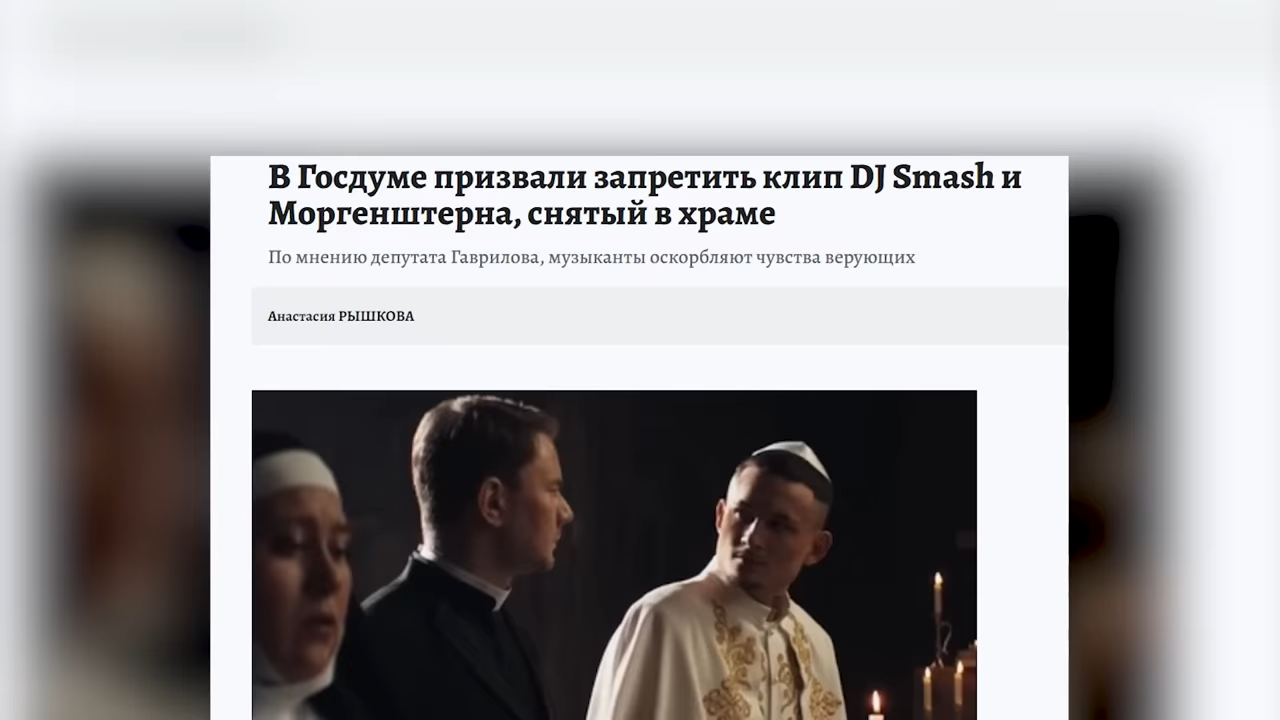 В Госдуме призвали запретить клип DJ Smash и
Моргенштерна, снятый в храме
По мнению депутата Гаврилова, музыканты оскорбляют чувства верующих
Анастасия РЫШКОВА